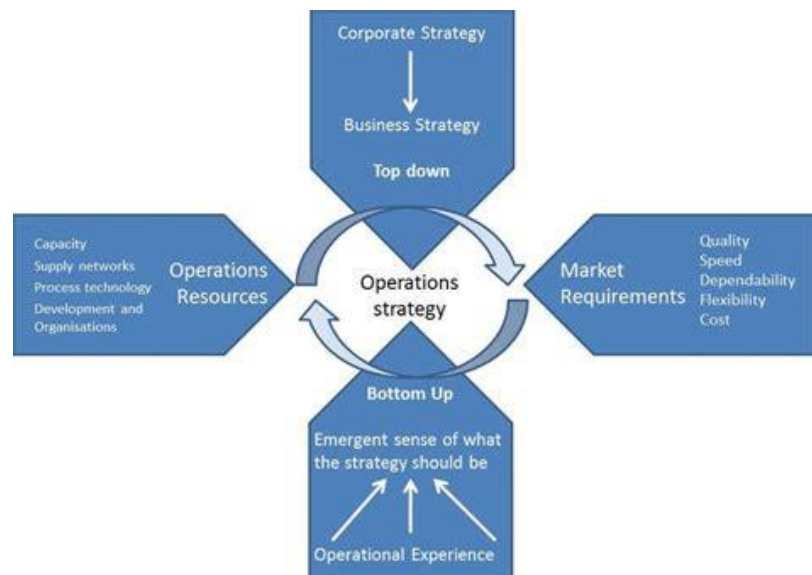 Corporate Strategy
Business Strategy
Top down
Capacity
Supply networks
Process technology
Development and
Organisations
Operations
Resources
Operations
strategy
Market
Requirements
Quality
Speed
Dependability
Flexibility
Cost
Bottom Up
Emergent sense of what
the strategy should be
Operational Experience